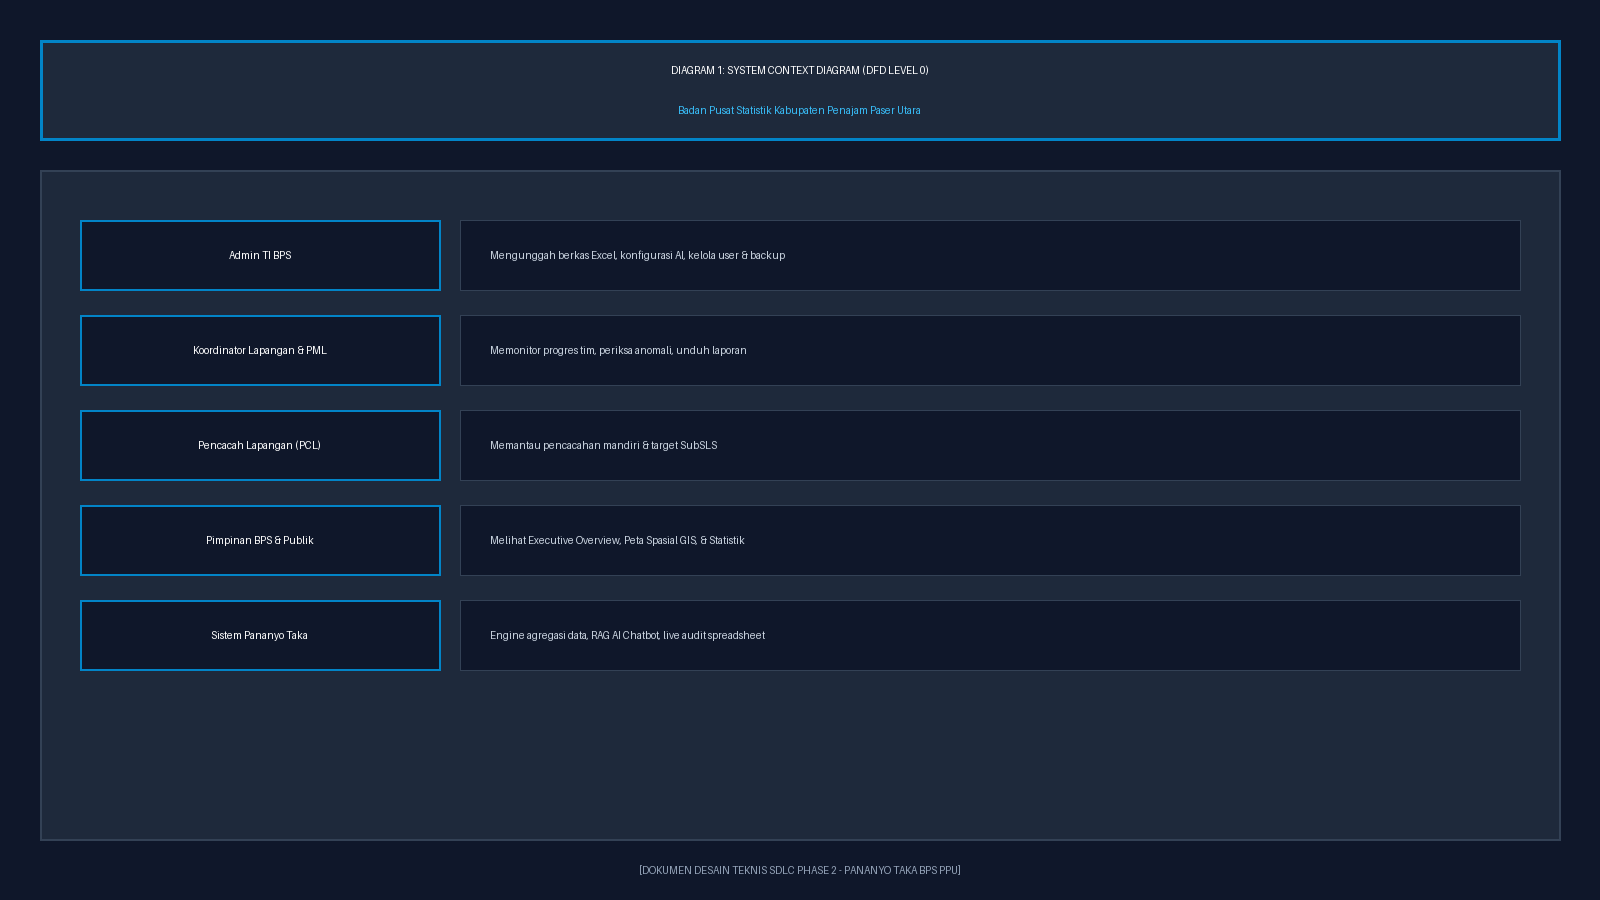 DIAGRAM 1: SYSTEM CONTEXT DIAGRAM (DFD LEVEL 0)
Badan Pusat Statistik Kabupaten Penajam Paser Utara
Admin TI BPS
Mengunggah berkas Excel, konfigurasi AI, kelola user & backup
Koordinator Lapangan & PML
Memonitor progres tim, periksa anomali, unduh laporan
Pencacah Lapangan (PCL)
Memantau pencacahan mandiri & target SubSLS
Pimpinan BPS & Publik
Melihat Executive Overview, Peta Spasial GIS, & Statistik
Sistem Pananyo Taka
Engine agregasi data, RAG AI Chatbot, live audit spreadsheet
[DOKUMEN DESAIN TEKNIS SDLC PHASE 2 - PANANYO TAKA BPS PPU]